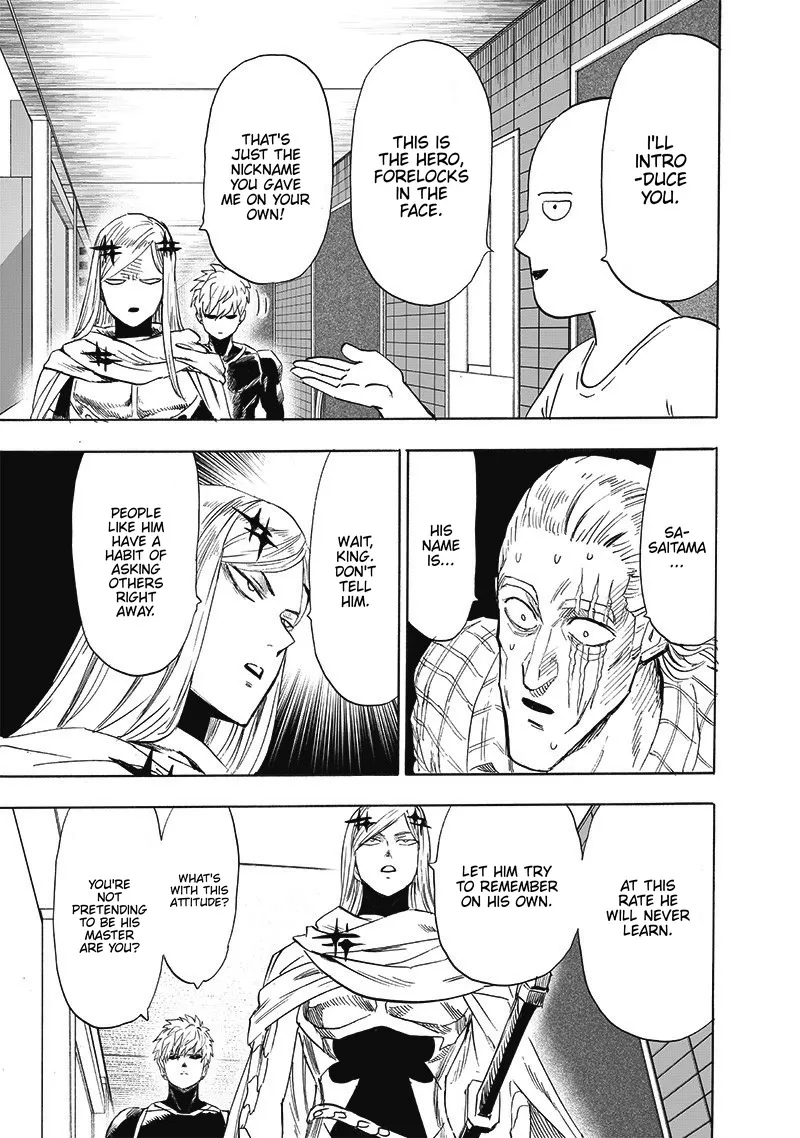 I'LL
INTRO
-DUCE
YOU.
THIS IS
THE HERO,
FORELOCKS
IN THE
FACE.
THAT'S
JUST THE
NICKNAME
YOU GAVE
ME ON YOUR
OWN!
SA-
SAITAMA
...
HIS
NAME
IS...
WAIT,
KING.
DON'T
TELL
HIM.
PEOPLE
LIKE HIM
HAVE A
HABIT OF
ASKING
OTHERS
RIGHT
AWAY.
AT THIS
RATE HE
WILL NEVER
LEARN.
LET HIM TRY
TO REMEMBER
ON HIS OWN.
WHAT'S
WITH THIS
ATTITUDE?
YOU'RE
NOT
PRETENDING
TO BE HIS
MASTER
ARE YOU?